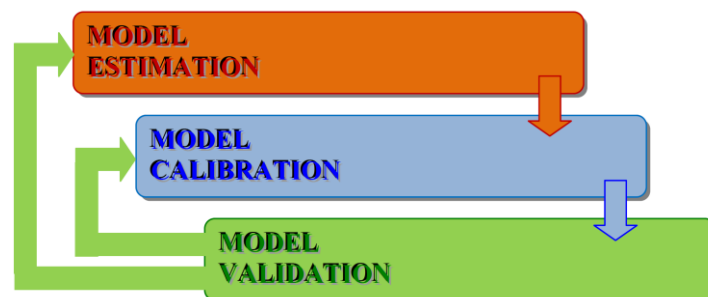 MODEL
ESTIMATION
MODEL
CALIBRATION
MODEL
VALIDATION